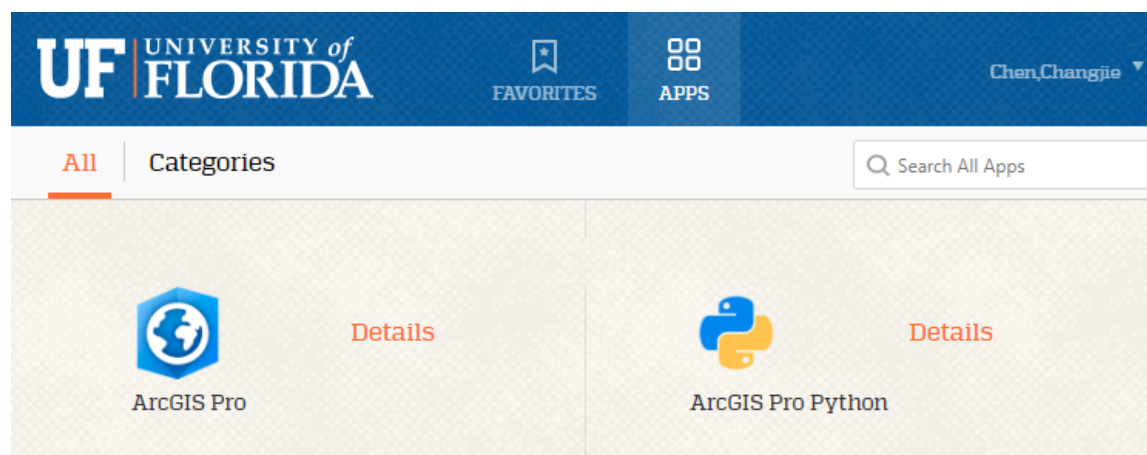 UF UNIVERSITY of
FLORIDA
FAVORITES
APPS
Chen,Changjie
All
Categories
Search All Apps
Details
ArcGIS Pro
Details
ArcGIS Pro Python